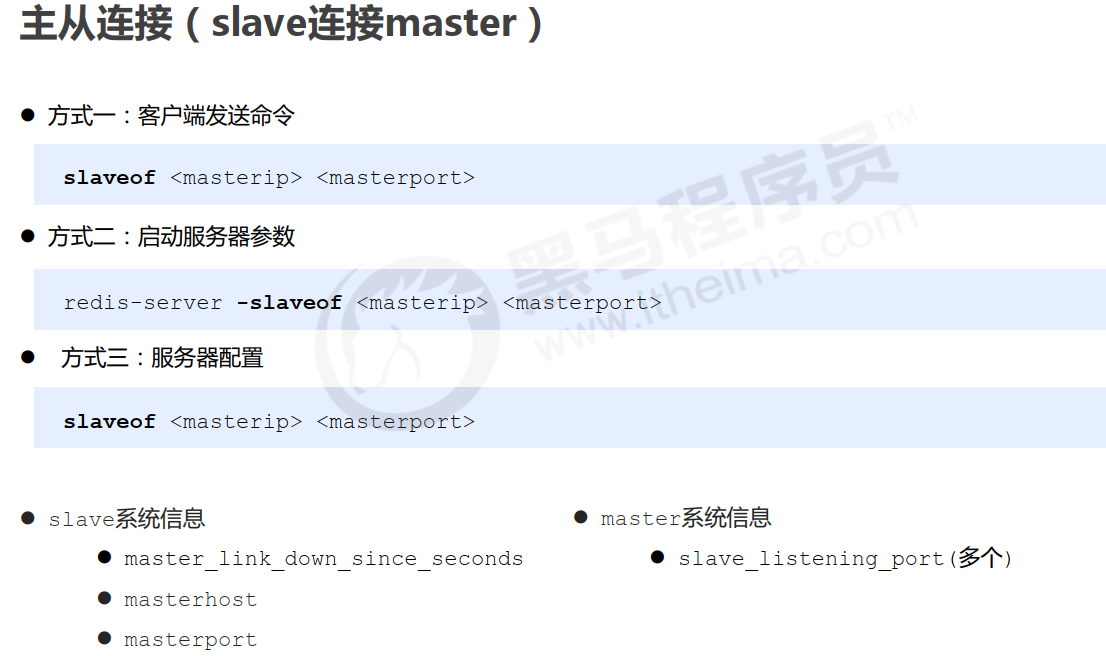 主从连接（slave连接master）
方式一：客户端发送命令
slaveof <masterip> <masterport>
方式二：启动服务器参数
redis-server -slaveof <masterip> <masterport>
方式三：服务器配置
slaveof <masterip> <masterport>
slave系统信息
master_link_down_since_seconds
masterhost
masterport
master系统信息
slave_listening_port(多个)
黑马程序员™
www.itheima.com